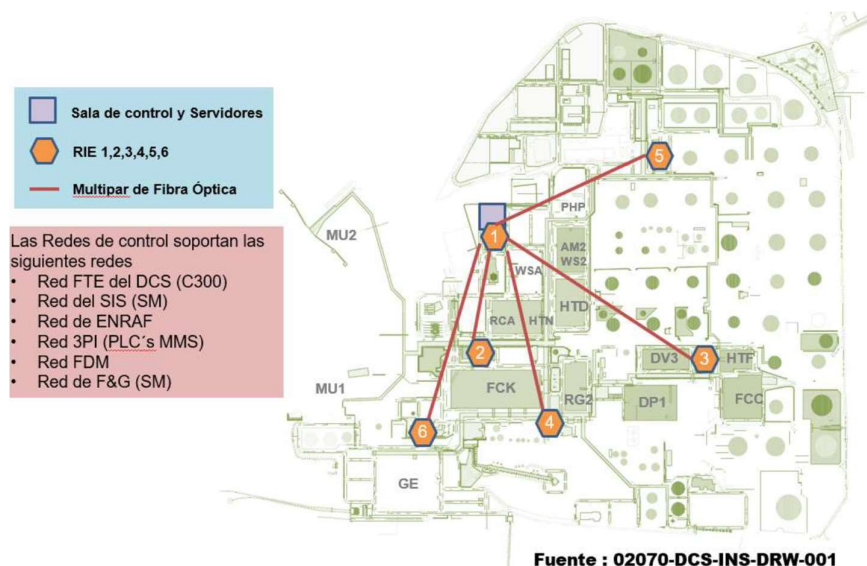 Sala de control y Servidores
RIE 1,2,3,4,5,6
Multipar de Fibra Óptica
Las Redes de control soportan las
siguientes redes
• Red FTE del DCS (C300)
• Red del SIS (SM)
• Red de ENRAF
• Red 3PI (PLC´s MMS)
• Red FDM
• Red de F&G (SM)
5
PHP
MU2
1
AM2
WS2
WSA
HTD
RCA
HTN
2
DV3
3
HTF
MU1
FCK
RG2
DP1
FCC
6
4
GE
Fuente : 02070-DCS-INS-DRW-001